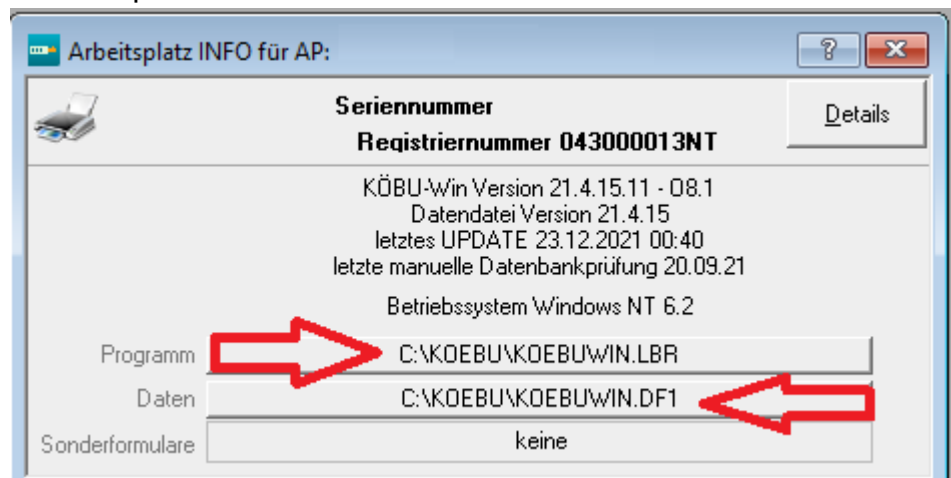 Arbeitsplatz INFO für AP:
Seriennummer
Registriernummer 043000013NT
Details
KÖBU-Win Version 21.4.15.11 - O8.1
Datendatei Version 21.4.15
letztes UPDATE 23.12.2021 00:40
letzte manuelle Datenbankprüfung 20.09.21
Betriebssystem Windows NT 6.2
Programm C:\KOEBU\KOEBUWIN.LBR
Daten C:\KOEBU\KOEBUWIN.DF1
Sonderformulare keine